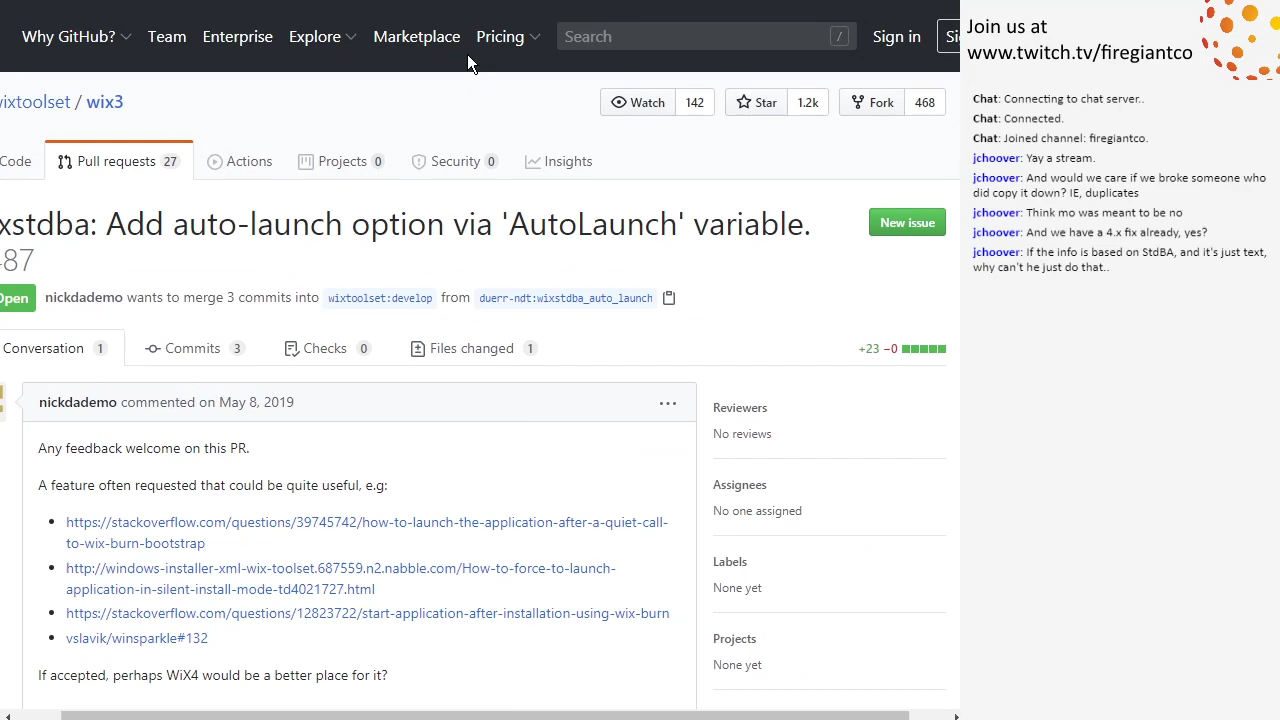 Why GitHub? Team Enterprise Explore Marketplace Pricing Search / Sign in
wixtoolset / wix3
Watch 142 Star 1.2k Fork 468
Code Pull requests 27 Actions Projects 0 Security 0 Insights
xstdba: Add auto-launch option via 'AutoLaunch' variable.
New issue
87
Open nickdademo wants to merge 3 commits into wixtoolset:develop from duerr-ndt:wixstdba_auto_launch
Conversation 1 Commits 3 Checks 0 Files changed 1 +23 −0
nickdademo commented on May 8, 2019 ...
Any feedback welcome on this PR.
A feature often requested that could be quite useful, e.g:
https://stackoverflow.com/questions/39745742/how-to-launch-the-application-after-a-quiet-call-
to-wix-burn-bootstrap
http://windows-installer-xml-wix-toolset.687559.n2.nabble.com/How-to-force-to-launch-
application-in-silent-install-mode-td4021727.html
https://stackoverflow.com/questions/12823722/start-application-after-installation-using-wix-burn
vslavik/winsparkle#132
If accepted, perhaps WiX4 would be a better place for it?
Reviewers
No reviews
Assignees
No one assigned
Labels
None yet
Projects
None yet
Join us at
www.twitch.tv/firegiantco
Chat: Connecting to chat server..
Chat: Connected.
Chat: Joined channel: firegiantco.
jchoover: Yay a stream.
jchoover: And would we care if we broke someone who
did copy it down? IE, duplicates
jchoover: Think mo was meant to be no
jchoover: And we have a 4.x fix already, yes?
jchoover: If the info is based on StdBA, and it's just text,
why can't he just do that..